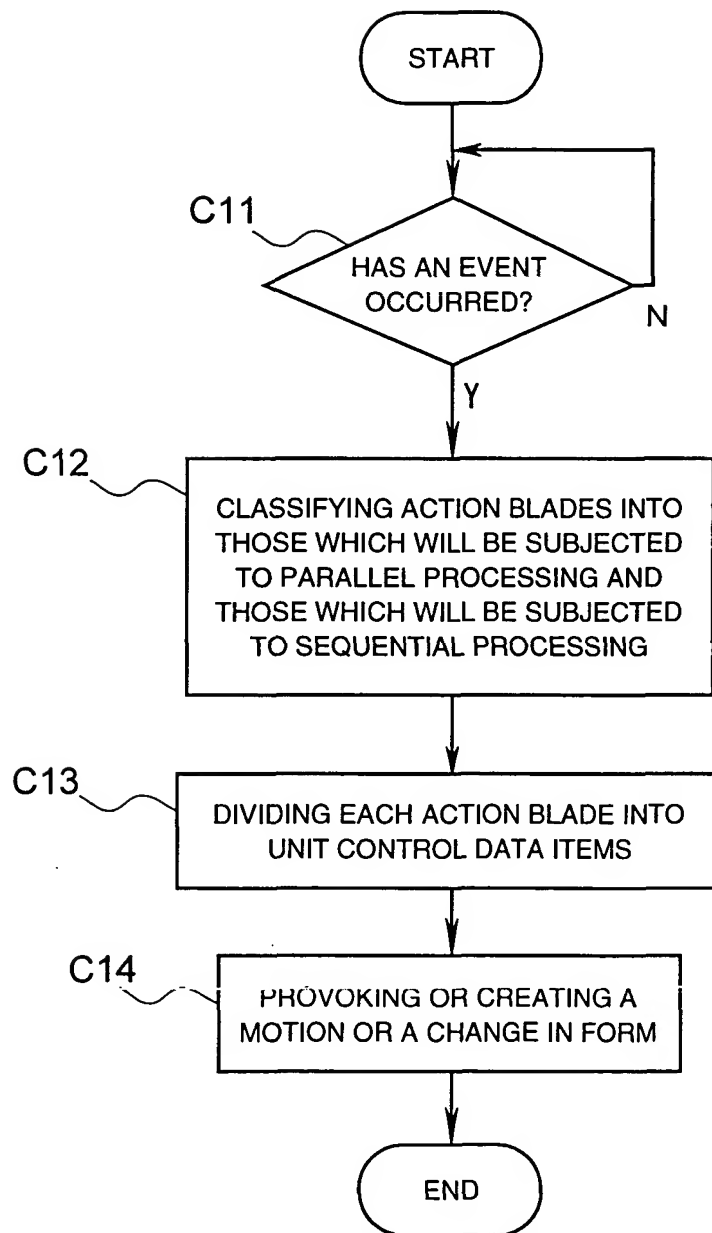 START
C11
HAS AN EVENT
OCCURRED?
N
Y
C12
CLASSIFYING ACTION BLADES INTO
THOSE WHICH WILL BE SUBJECTED
TO PARALLEL PROCESSING AND
THOSE WHICH WILL BE SUBJECTED
TO SEQUENTIAL PROCESSING
C13
DIVIDING EACH ACTION BLADE INTO
UNIT CONTROL DATA ITEMS
C14
PROVOKING OR CREATING A
MOTION OR A CHANGE IN FORM
END